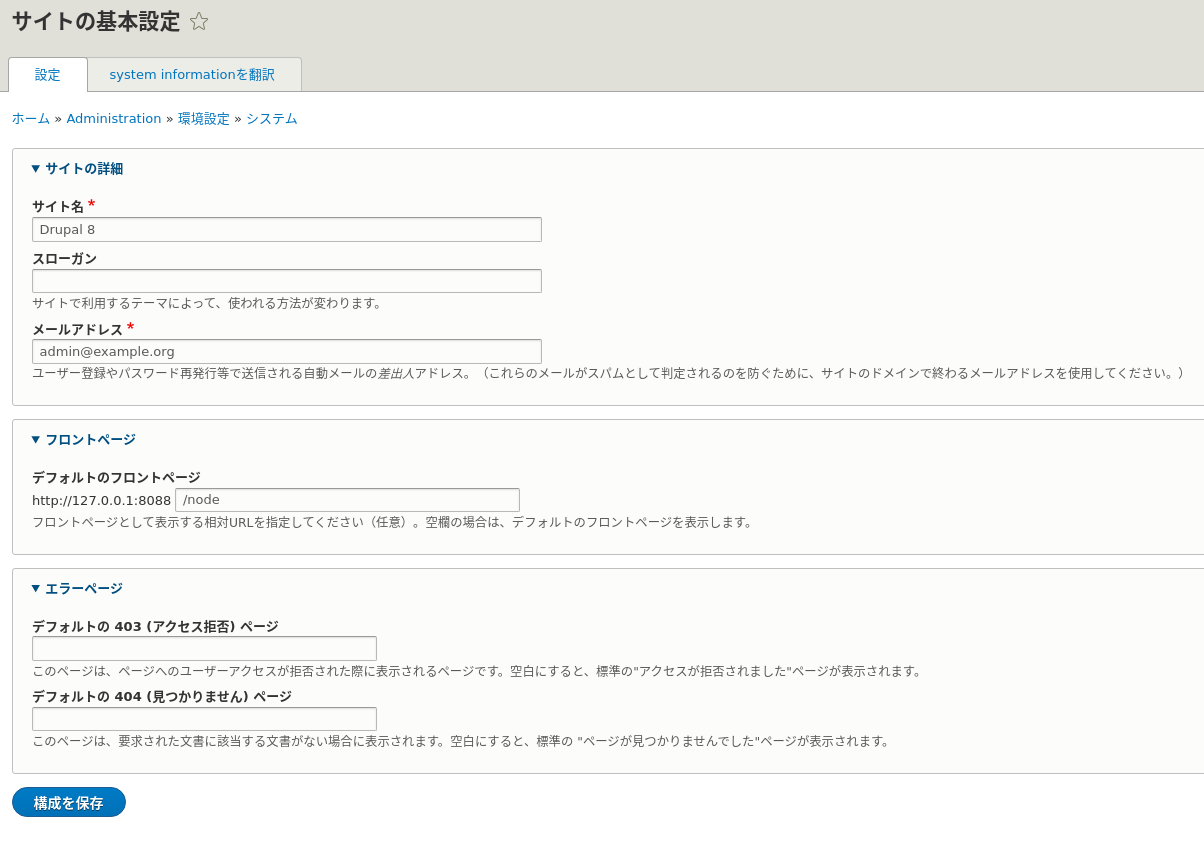 サイトの基本設定
設定
system informationを翻訳
ホーム » Administration » 環境設定 » システム
サイトの詳細
サイト名 *
Drupal 8
スローガン
サイトで利用するテーマによって、使われる方法が変わります。
メールアドレス *
admin@example.org
ユーザー登録やパスワード再発行等で送信される自動メールの差出人アドレス。（これらのメールがスパムとして判定されるのを防ぐために、サイトのドメインで終わるメールアドレスを使用してください。）
フロントページ
デフォルトのフロントページ
http://127.0.0.1:8088 /node
フロントページとして表示する相対URLを指定してください（任意）。空欄の場合は、デフォルトのフロントページを表示します。
エラーページ
デフォルトの 403 (アクセス拒否) ページ
このページは、ページへのユーザーアクセスが拒否された際に表示されるページです。空白にすると、標準の"アクセスが拒否されました"ページが表示されます。
デフォルトの 404 (見つかりません) ページ
このページは、要求された文書に該当する文書がない場合に表示されます。空白にすると、標準の "ページが見つかりませんでした"ページが表示されます。
構成を保存